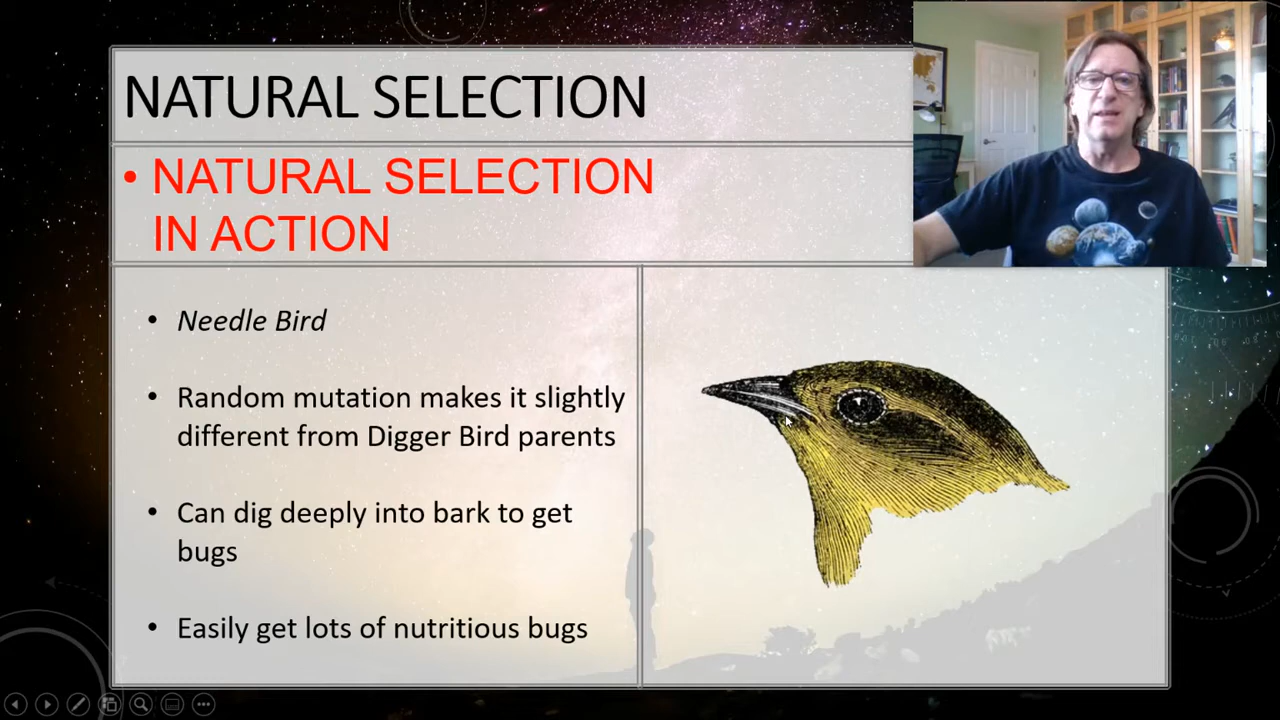 NATURAL SELECTION
• NATURAL SELECTION
IN ACTION
• Needle Bird
• Random mutation makes it slightly
different from Digger Bird parents
• Can dig deeply into bark to get
bugs
• Easily get lots of nutritious bugs